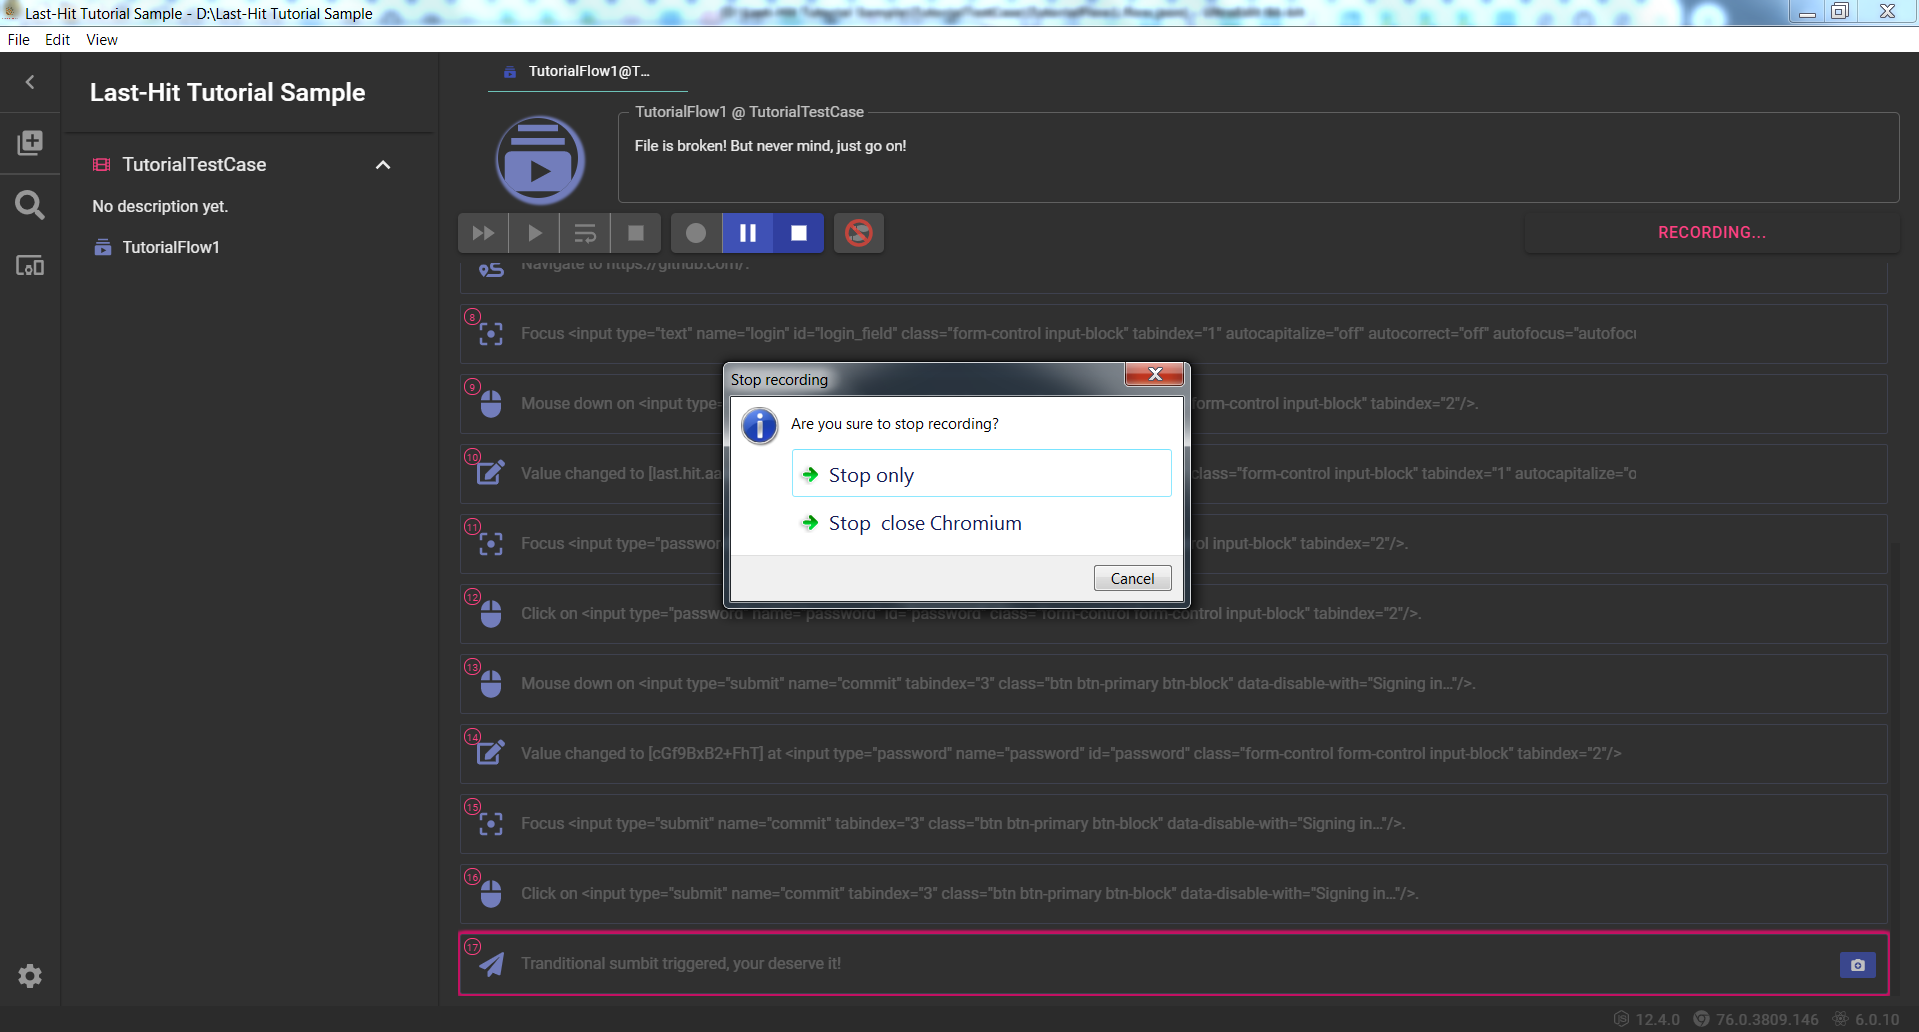 Last-Hit Tutorial Sample - D:\Last-Hit Tutorial Sample
File Edit View
Last-Hit Tutorial Sample
TutorialTestCase
No description yet.
TutorialFlow1
TutorialFlow1@T...
TutorialFlow1 @ TutorialTestCase
File is broken! But never mind, just go on!
RECORDING...
Navigate to https://github.com/.
8
Focus <input type="text" name="login" id="login_field" class="form-control input-block" tabindex="1" autocapitalize="off" autocorrect="off" autofocus="autofocu
9
Mouse down on <input type= form-control input-block" tabindex="2"/>.
10
Value changed to [last.hit.aa class="form-control input-block" tabindex="1" autocapitalize="o
11
Focus <input type="passwor ol input-block" tabindex="2"/>.
12
Click on <input type="password" name="password" id="password" class="form-control form-control input-block" tabindex="2"/>.
13
Mouse down on <input type="submit" name="commit" tabindex="3" class="btn btn-primary btn-block" data-disable-with="Signing in…"/>.
14
Value changed to [cGf9BxB2+FhT] at <input type="password" name="password" id="password" class="form-control form-control input-block" tabindex="2"/>
15
Focus <input type="submit" name="commit" tabindex="3" class="btn btn-primary btn-block" data-disable-with="Signing in…"/>.
16
Click on <input type="submit" name="commit" tabindex="3" class="btn btn-primary btn-block" data-disable-with="Signing in…"/>.
17
Tranditional sumbit triggered, your deserve it!
Stop recording
Are you sure to stop recording?
Stop only
Stop close Chromium
Cancel
12.4.0 76.0.3809.146 6.0.10